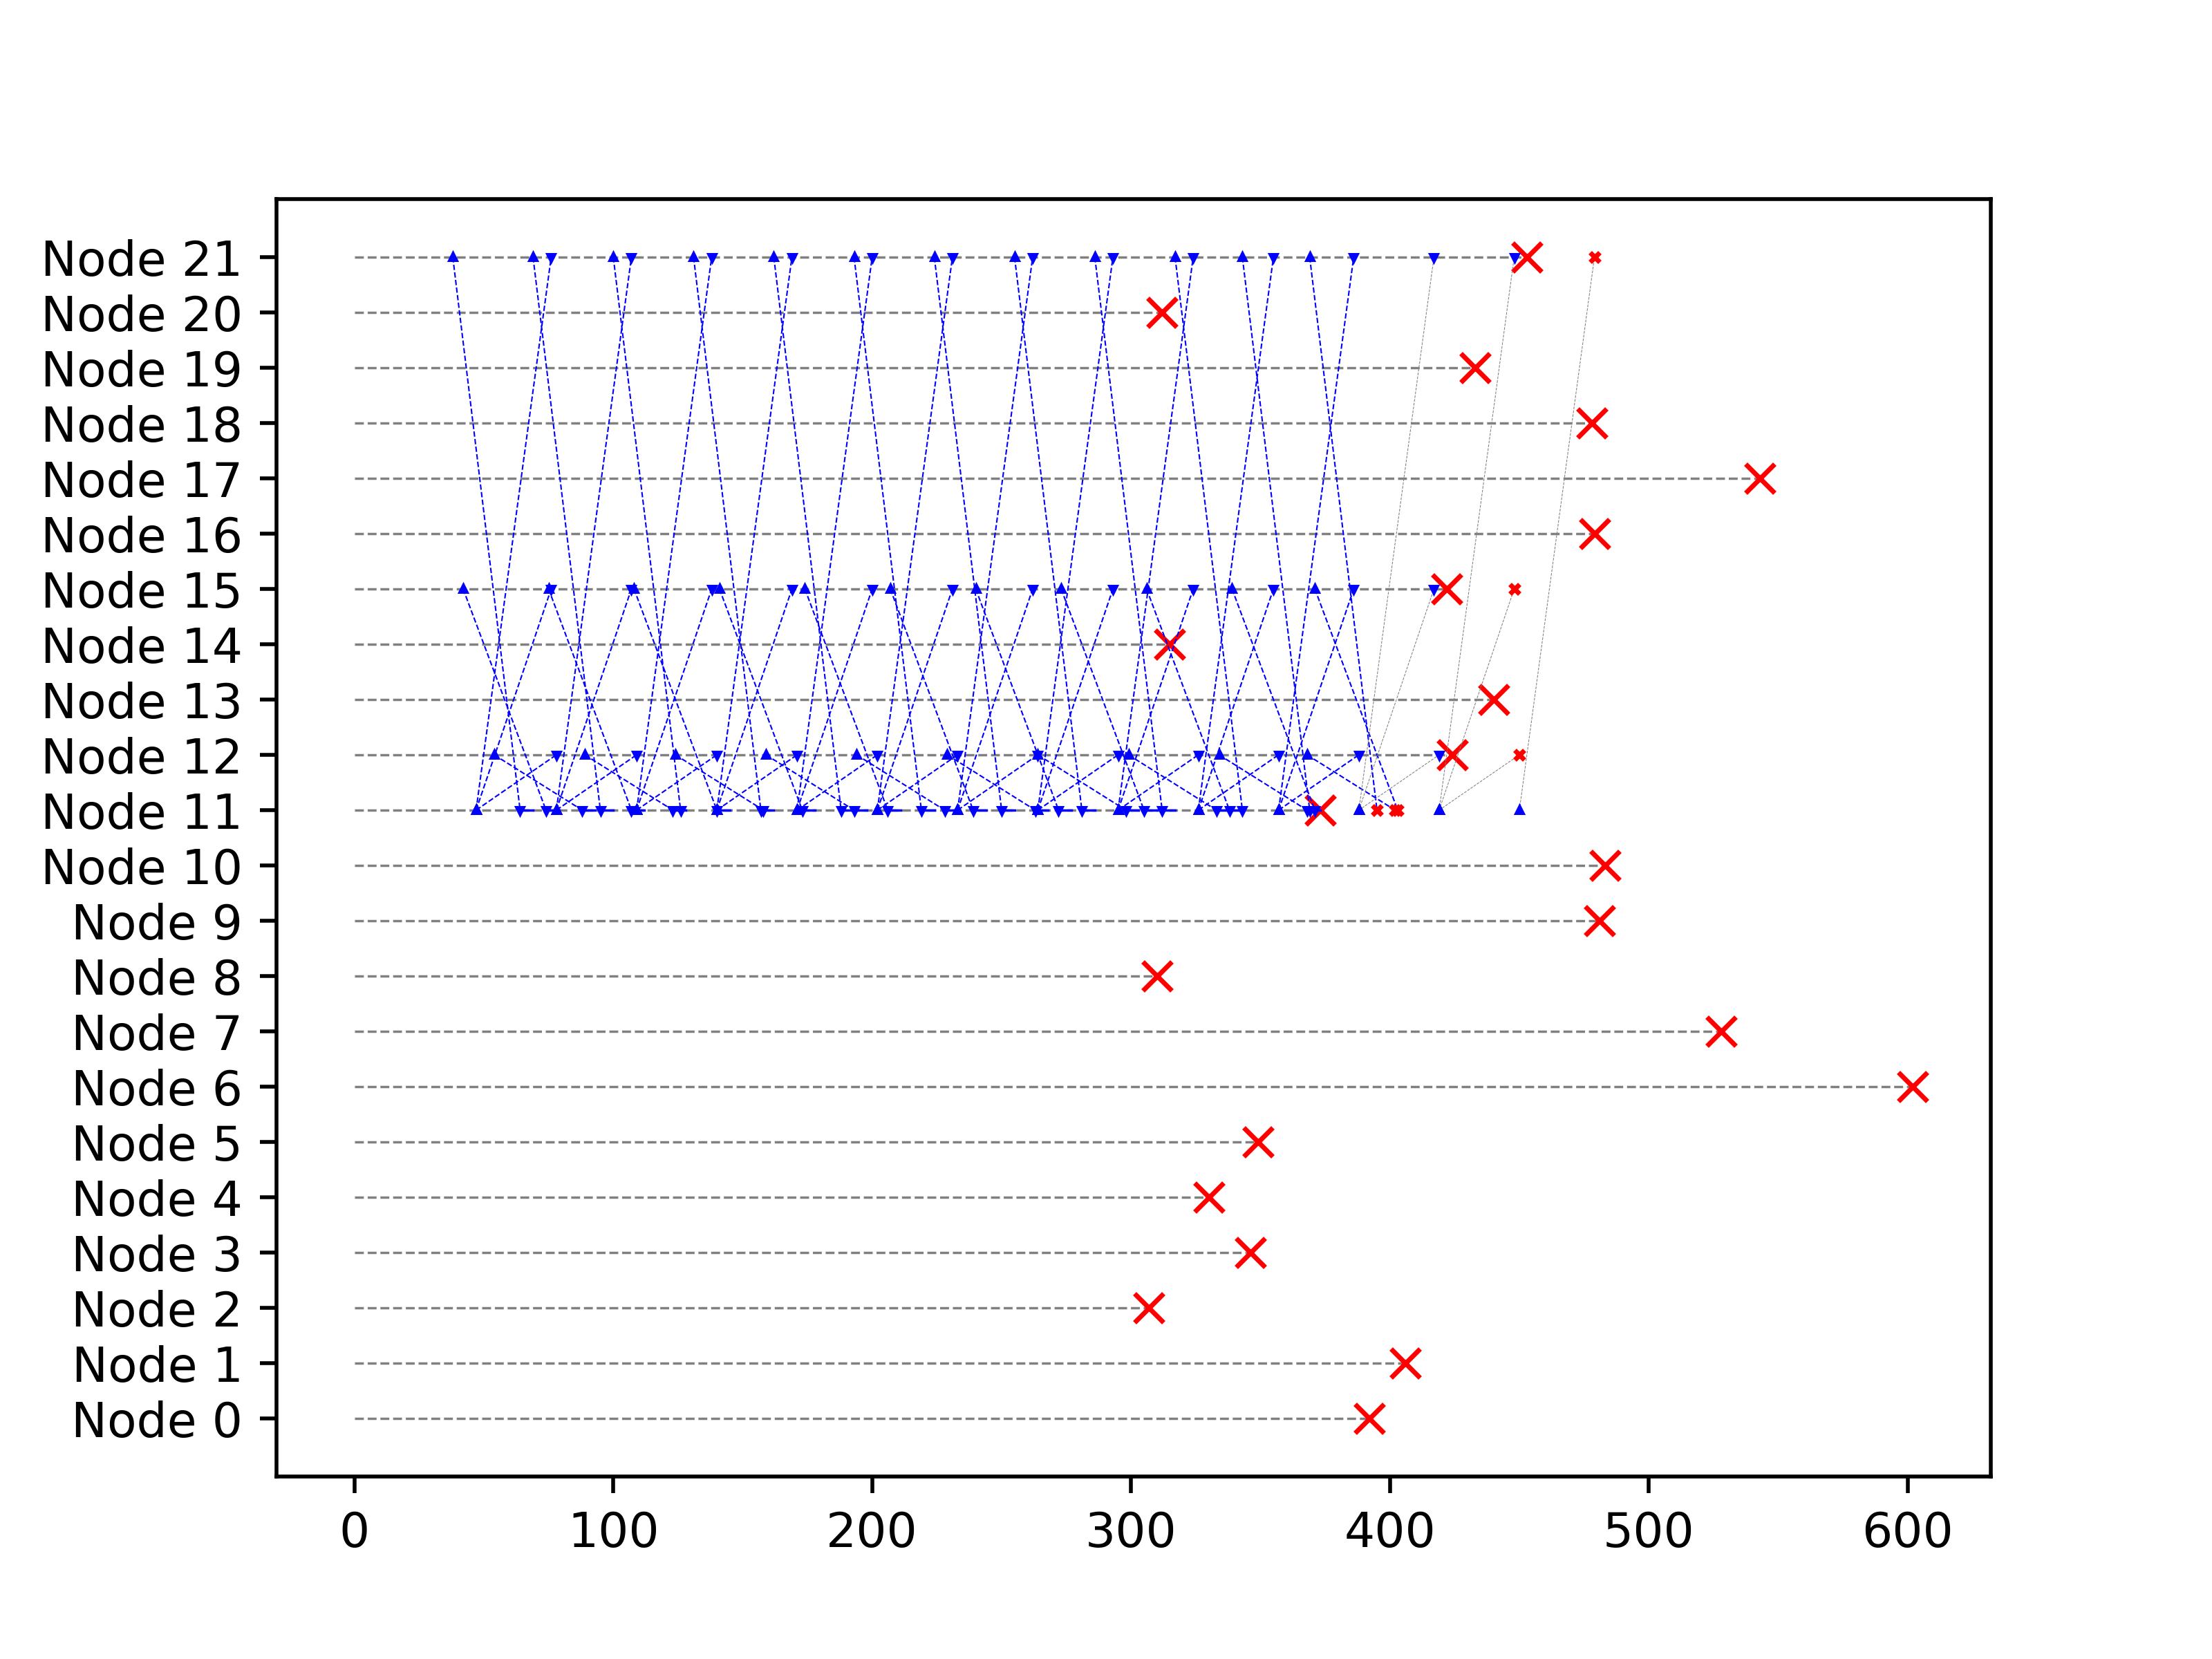 Node 21
Node 20
Node 19
Node 18
Node 17
Node 16
Node 15
Node 14
Node 13
Node 12
Node 11
Node 10
Node 9
Node 8
Node 7
Node 6
Node 5
Node 4
Node 3
Node 2
Node 1
Node 0
0 100 200 300 400 500 600